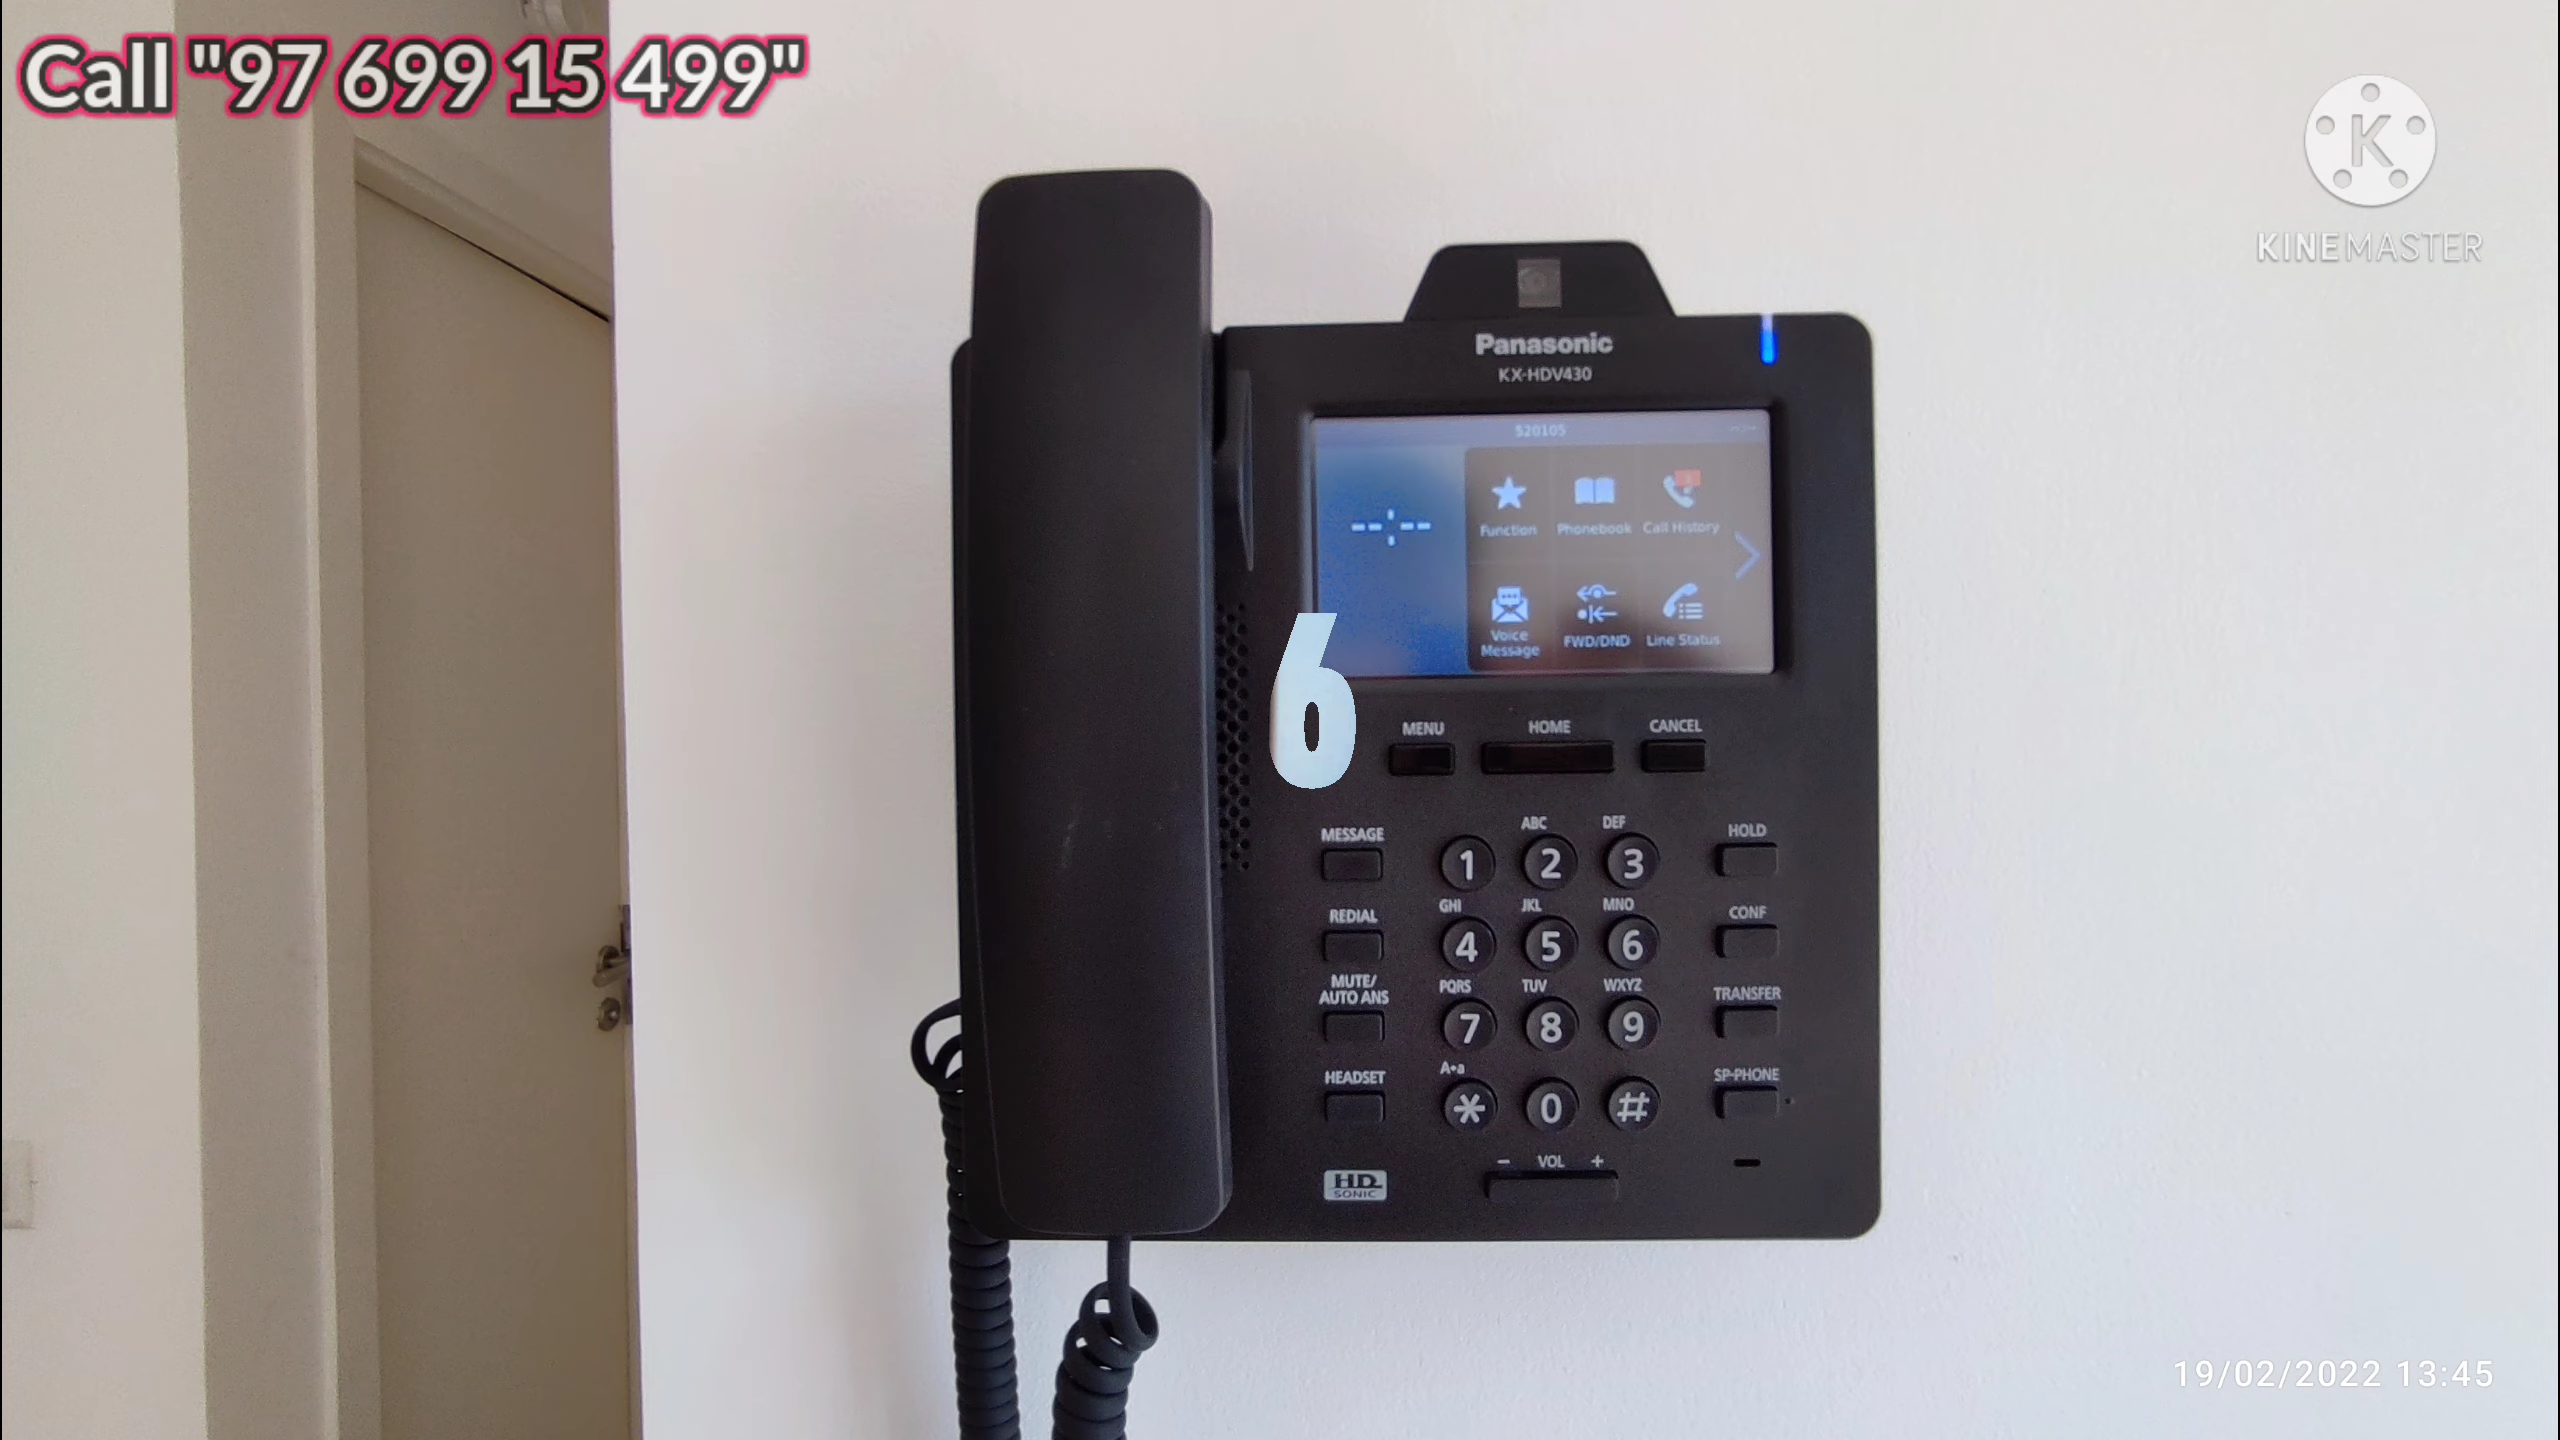 Call "97 699 15 499"
KINEMASTER
K
Panasonic
KX-HDV430
520105
Function Phonebook Call History
Voice Message FWD/DND Line Status
6
MENU HOME CANCEL
MESSAGE ABC DEF HOLD
1 2 3
REDIAL GHI JKL MNO CONF
4 5 6
MUTE/
AUTO ANS PQRS TUV WXYZ TRANSFER
7 8 9
HEADSET A•a SP-PHONE
* 0 #
- VOL +
HD
SONIC
19/02/2022 13:45